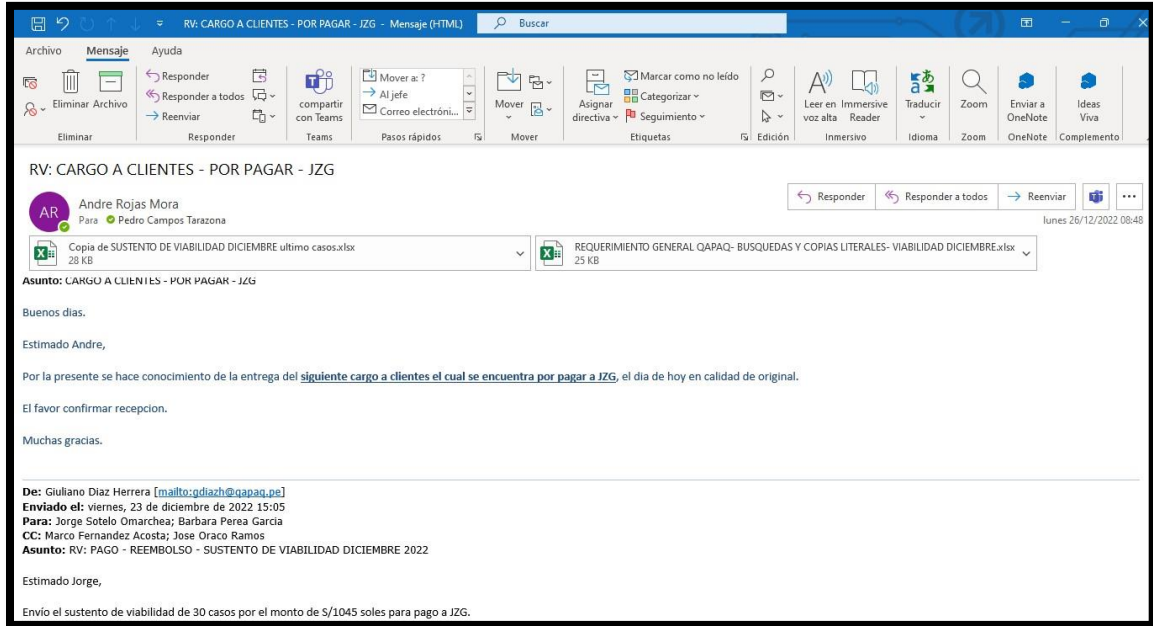 RV: CARGO A CLIENTES - POR PAGAR - JZG - Mensaje (HTML)
Buscar
Archivo Mensaje Ayuda
Eliminar Archivo
Responder
Responder a todos
Reenviar
compartir con Teams
Mover a: ?
Al jefe
Correo electróni...
Mover
Asignar directiva
Marcar como no leído
Categorizar
Seguimiento
Leer en voz alta
Immersive Reader
Traducir
Zoom
Enviar a OneNote
Ideas Viva
Eliminar Responder Teams Pasos rápidos Mover Etiquetas Edición Inmersivo Idioma Zoom OneNote Complemento
RV: CARGO A CLIENTES - POR PAGAR - JZG
AR
Andre Rojas Mora
Para Pedro Campos Tarazona
Responder Responder a todos Reenviar
lunes 26/12/2022 08:48
Copia de SUSTENTO DE VIABILIDAD DICIEMBRE ultimo casos.xlsx
28 KB
REQUERIMIENTO GENERAL QAPAQ- BUSQUEDAS Y COPIAS LITERALES- VIABILIDAD DICIEMBRE.xlsx
25 KB
Asunto: CARGO A CLIENTES - POR PAGAR - JZG
Buenos dias.
Estimado Andre,
Por la presente se hace conocimiento de la entrega del siguiente cargo a clientes el cual se encuentra por pagar a JZG, el dia de hoy en calidad de original.
El favor confirmar recepcion.
Muchas gracias.
De: Giuliano Diaz Herrera [mailto:gdiazh@qapaq.pe]
Enviado el: viernes, 23 de diciembre de 2022 15:05
Para: Jorge Sotelo Omarchea; Barbara Perea Garcia
CC: Marco Fernandez Acosta; Jose Oraco Ramos
Asunto: RV: PAGO - REEMBOLSO - SUSTENTO DE VIABILIDAD DICIEMBRE 2022
Estimado Jorge,
Envío el sustento de viabilidad de 30 casos por el monto de S/1045 soles para pago a JZG.